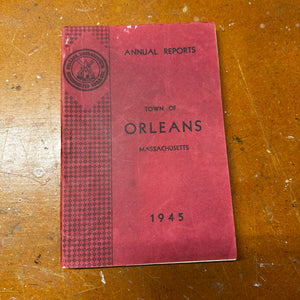 ANNUAL REPORTS
TOWN OF
ORLEANS
MASSACHUSETTS
1945